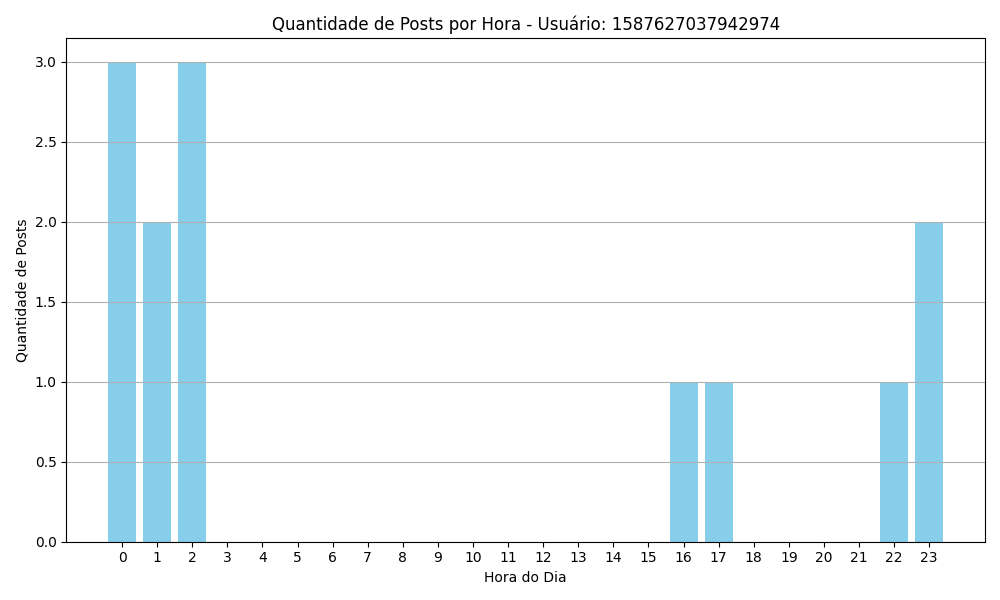 Quantidade de Posts por Hora - Usuário: 1587627037942974
3.0
2.5
2.0
1.5
1.0
0.5
0.0
Quantidade de Posts
0 1 2 3 4 5 6 7 8 9 10 11 12 13 14 15 16 17 18 19 20 21 22 23
Hora do Dia